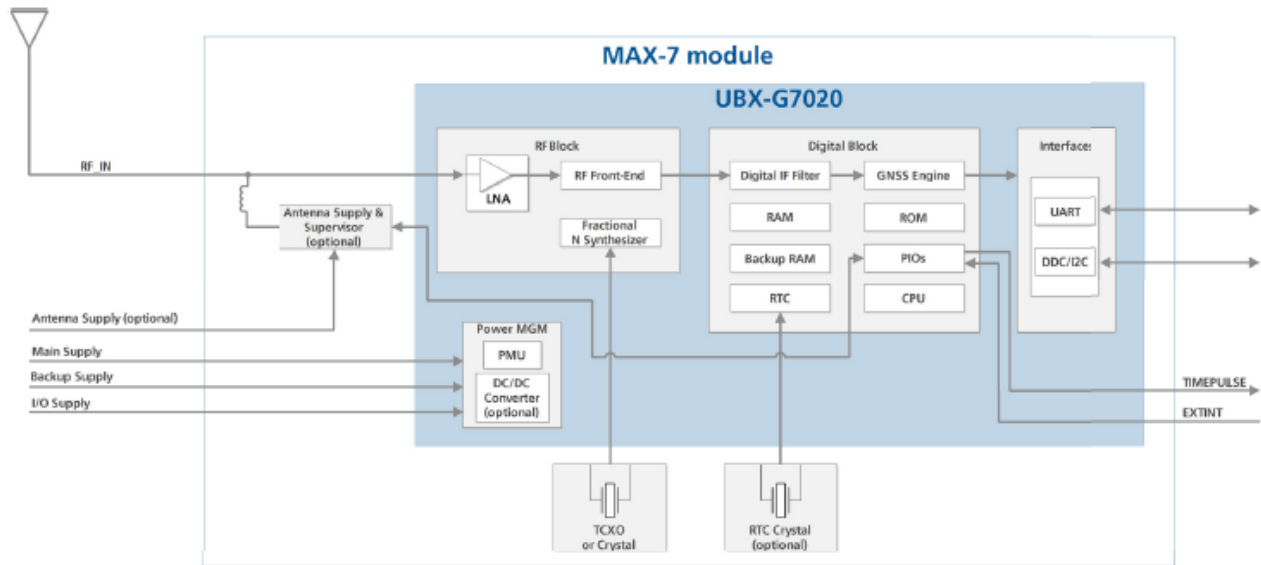 MAX-7 module
UBX-G7020
RF Block
Digital Block
Interfaces
RF_IN
LNA
RF Front-End
Digital IF Filter
GNSS Engine
Antenna Supply &
Supervisor
(optional)
Fractional
N Synthesizer
RAM
ROM
UART
Backup RAM
PIOs
DDC/I2C
RTC
CPU
Antenna Supply (optional)
Power MGM
Main Supply
PMU
Backup Supply
DC/DC
Converter
(optional)
I/O Supply
TIMEPULSE
EXTINT
TCXO
or Crystal
RTC Crystal
(optional)